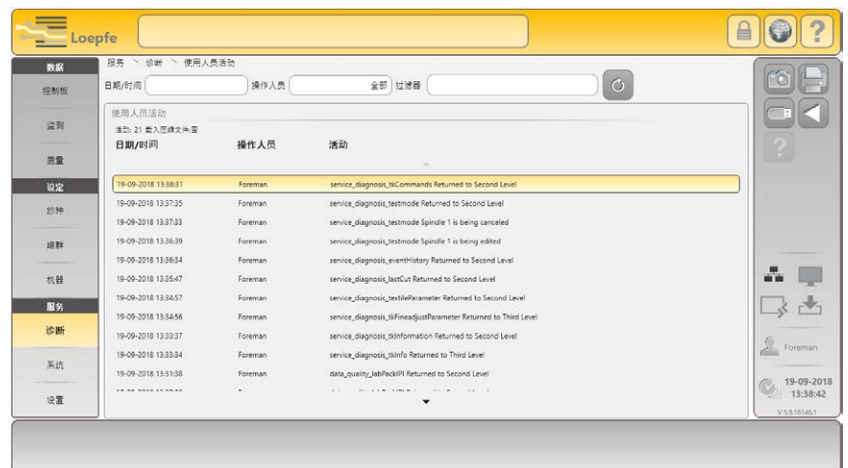 Loepfe
数据
控制板
监测
质量
设定
纱种
组群
机器
服务
诊断
系统
设置
服务 > 诊断 > 使用人员活动
日期/时间
操作人员 全部
过滤器
使用人员活动
活动: 21 载入压缩文件:否
日期/时间 操作人员 活动
19-09-2018 13:38:31 Foreman service_diagnosis_tkCommands Returned to Second Level
19-09-2018 13:37:35 Foreman service_diagnosis_testmode Returned to Second Level
19-09-2018 13:37:33 Foreman service_diagnosis_testmode Spindle 1 is being canceled
19-09-2018 13:36:39 Foreman service_diagnosis_testmode Spindle 1 is being edited
19-09-2018 13:36:34 Foreman service_diagnosis_eventHistory Returned to Second Level
19-09-2018 13:35:47 Foreman service_diagnosis_lastCut Returned to Second Level
19-09-2018 13:34:57 Foreman service_diagnosis_textileParameter Returned to Second Level
19-09-2018 13:34:56 Foreman service_diagnosis_tkFineadjustParameter Returned to Third Level
19-09-2018 13:33:37 Foreman service_diagnosis_tkInformation Returned to Second Level
19-09-2018 13:33:34 Foreman service_diagnosis_tkInfo Returned to Third Level
19-09-2018 13:31:38 Foreman data_quality_labPackIPI Returned to Second Level
Foreman
19-09-2018
13:38:42